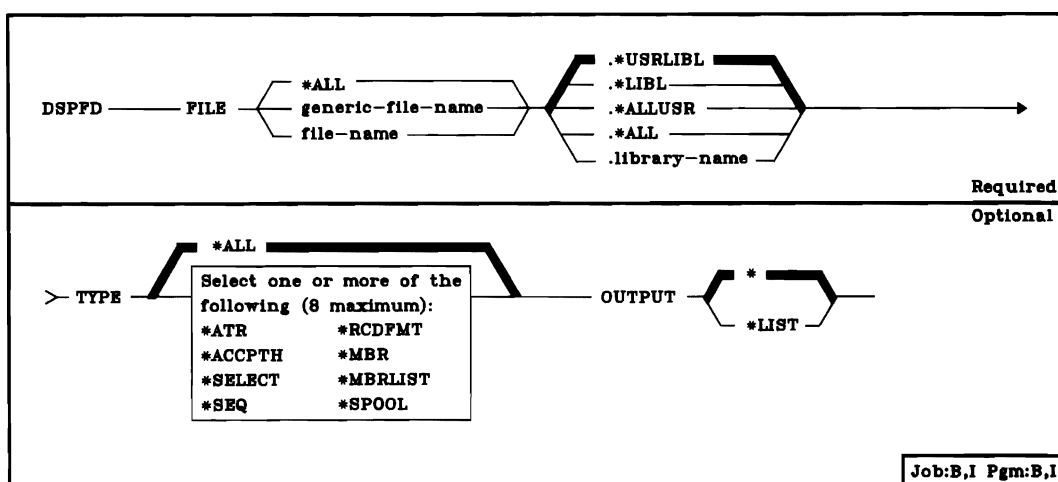 DSPFD FILE
*ALL
generic-file-name
file-name
.*USRLIBL
.*LIBL
.*ALLUSR
.*ALL
.library-name
Required
Optional
TYPE
*ALL
Select one or more of the
following (8 maximum):
*ATR *RCDFMT
*ACCPTH *MBR
*SELECT *MBRLIST
*SEQ *SPOOL
OUTPUT
*
*LIST
Job:B,I Pgm:B,I